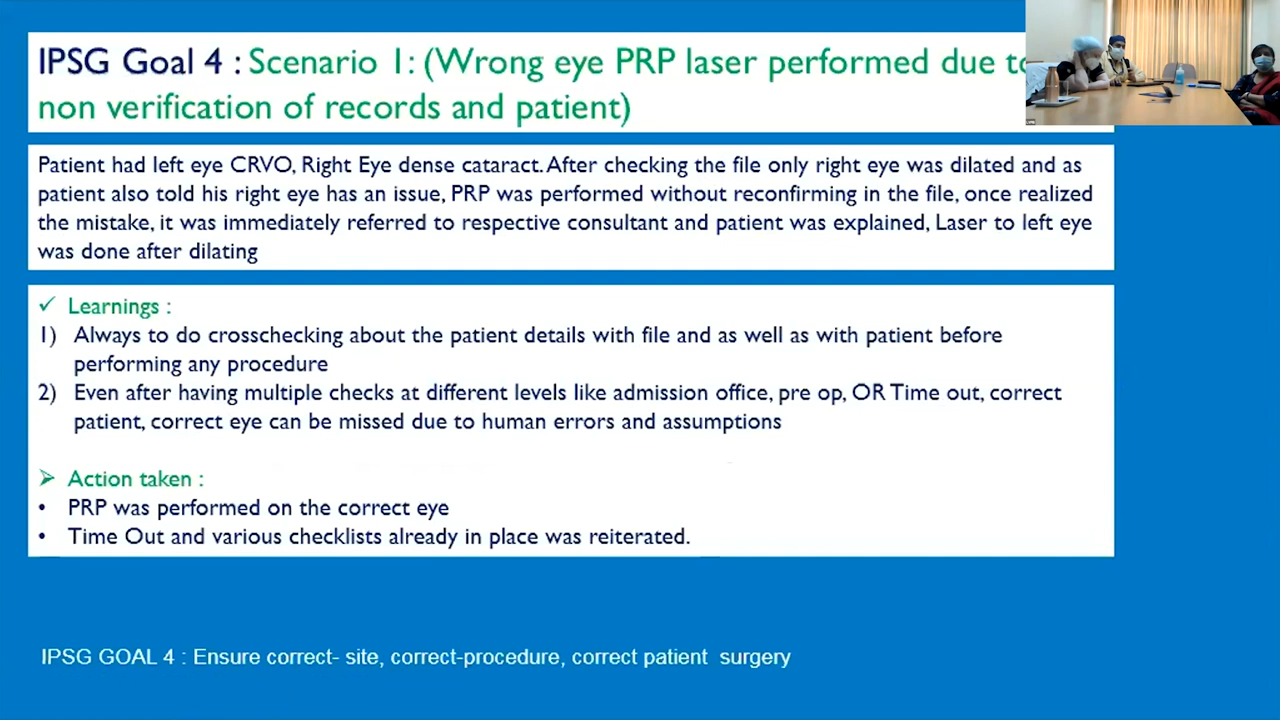 IPSG Goal 4 : Scenario 1: (Wrong eye PRP laser performed due to
non verification of records and patient)
Patient had left eye CRVO, Right Eye dense cataract. After checking the file only right eye was dilated and as
patient also told his right eye has an issue, PRP was performed without reconfirming in the file, once realized
the mistake, it was immediately referred to respective consultant and patient was explained, Laser to left eye
was done after dilating
✓ Learnings :
1) Always to do crosschecking about the patient details with file and as well as with patient before
performing any procedure
2) Even after having multiple checks at different levels like admission office, pre op, OR Time out, correct
patient, correct eye can be missed due to human errors and assumptions
➢ Action taken :
• PRP was performed on the correct eye
• Time Out and various checklists already in place was reiterated.
IPSG GOAL 4 : Ensure correct- site, correct-procedure, correct patient surgery